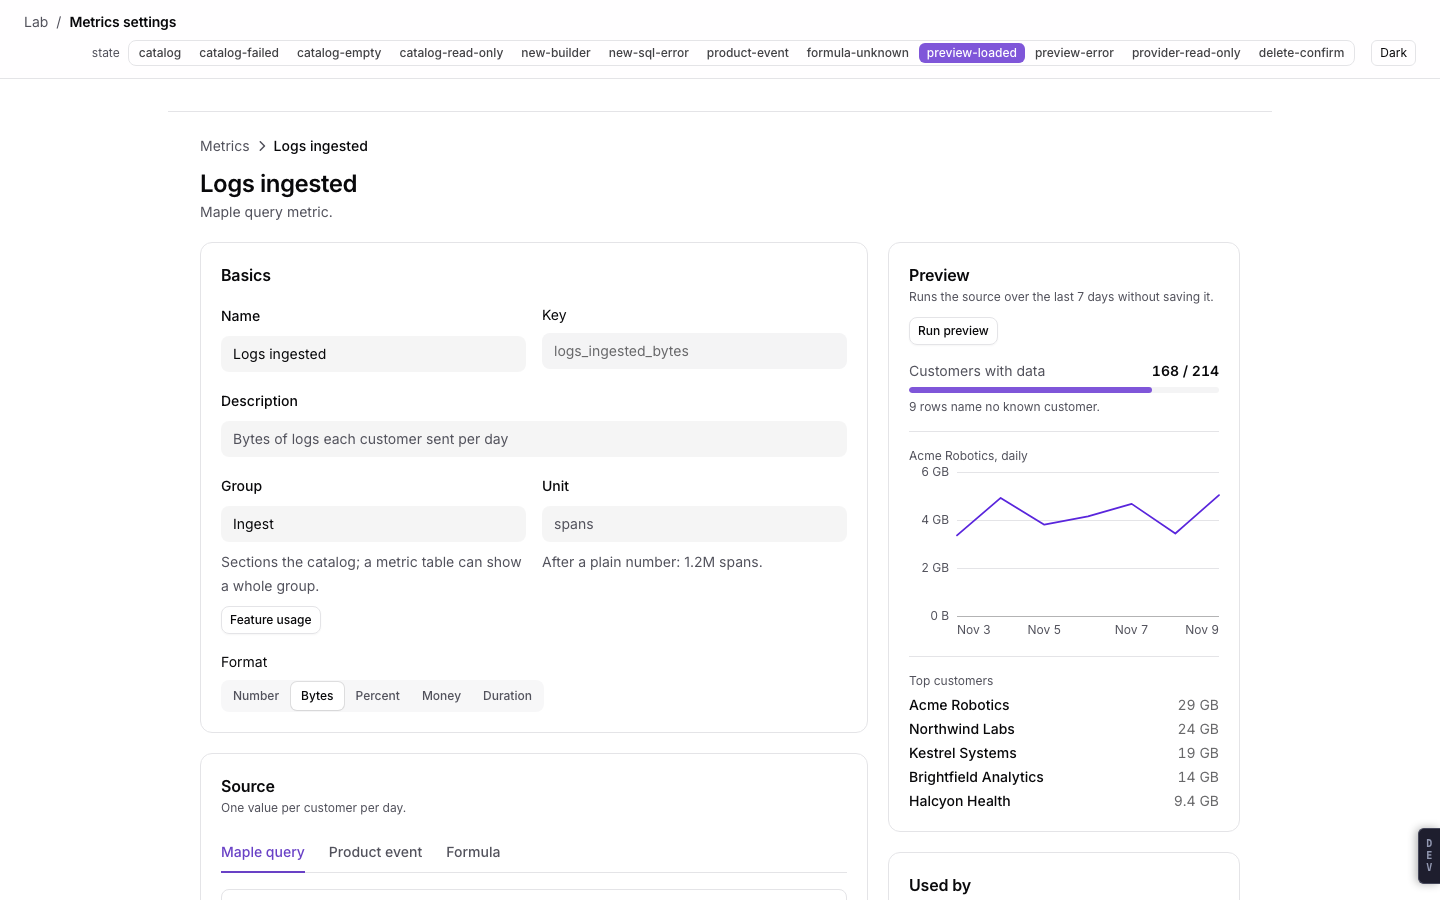 Lab / Metrics settings
state catalog catalog-failed catalog-empty catalog-read-only new-builder new-sql-error product-event formula-unknown preview-loaded preview-error provider-read-only delete-confirm Dark
Metrics > Logs ingested
Logs ingested
Maple query metric.
Basics
Name
Logs ingested
Key
logs_ingested_bytes
Description
Bytes of logs each customer sent per day
Group
Ingest
Sections the catalog; a metric table can show
a whole group.
Feature usage
Unit
spans
After a plain number: 1.2M spans.
Format
Number Bytes Percent Money Duration
Source
One value per customer per day.
Maple query Product event Formula
Preview
Runs the source over the last 7 days without saving it.
Run preview
Customers with data 168 / 214
9 rows name no known customer.
Acme Robotics, daily
6 GB
4 GB
2 GB
0 B
Nov 3 Nov 5 Nov 7 Nov 9
Top customers
Acme Robotics 29 GB
Northwind Labs 24 GB
Kestrel Systems 19 GB
Brightfield Analytics 14 GB
Halcyon Health 9.4 GB
Used by
DEV